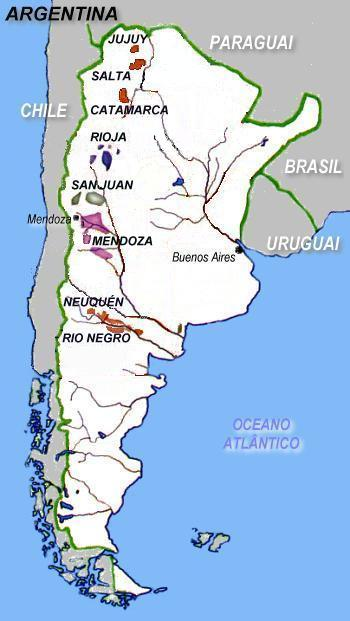 ARGENTINA
JUJUY
PARAGUAI
SALTA
CHILE
CATAMARCA
RIOJA
BRASIL
SAN JUAN
Mendoza
MENDOZA
URUGUAI
Buenos Aires
NEUQUÉN
RIO NEGRO
OCEANO
ATLÂNTICO